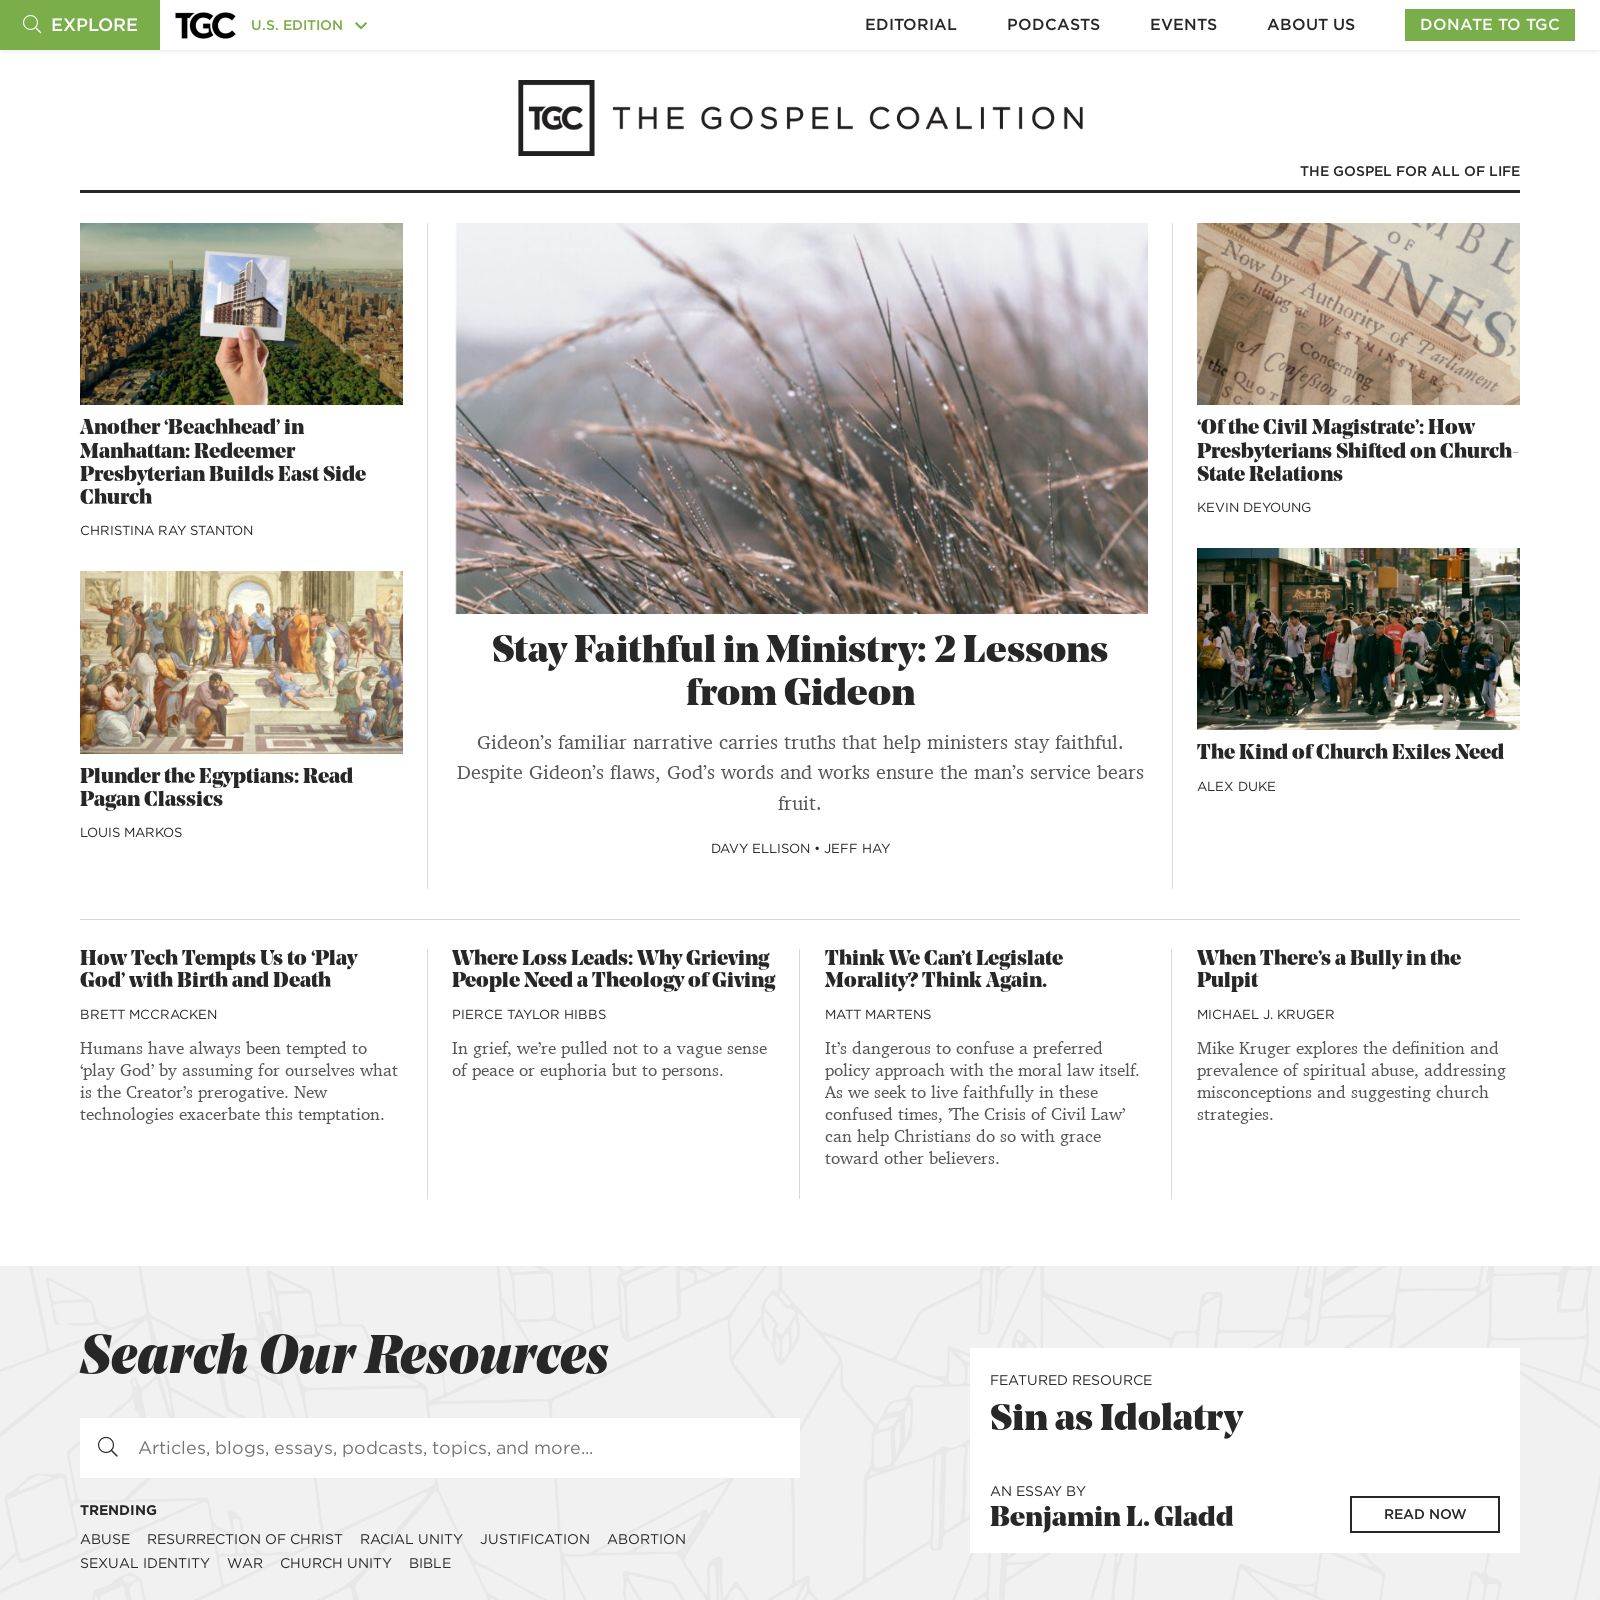 EXPLORE
TGC
U.S. EDITION
EDITORIAL
PODCASTS
EVENTS
ABOUT US
DONATE TO TGC
TGC
THE GOSPEL COALITION
THE GOSPEL FOR ALL OF LIFE
Another ‘Beachhead’ in
Manhattan: Redeemer
Presbyterian Builds East Side
Church
CHRISTINA RAY STANTON
Plunder the Egyptians: Read
Pagan Classics
LOUIS MARKOS
Stay Faithful in Ministry: 2 Lessons
from Gideon
Gideon’s familiar narrative carries truths that help ministers stay faithful.
Despite Gideon’s flaws, God’s words and works ensure the man’s service bears
fruit.
DAVY ELLISON • JEFF HAY
OF
DIVINES,
Now by Authority of Parliament
WESTMINSTER,
Concerning
A Confession
the
‘Of the Civil Magistrate’: How
Presbyterians Shifted on Church-
State Relations
KEVIN DEYOUNG
The Kind of Church Exiles Need
ALEX DUKE
How Tech Tempts Us to ‘Play
God’ with Birth and Death
BRETT MCCRACKEN
Humans have always been tempted to
‘play God’ by assuming for ourselves what
is the Creator’s prerogative. New
technologies exacerbate this temptation.
Where Loss Leads: Why Grieving
People Need a Theology of Giving
PIERCE TAYLOR HIBBS
In grief, we’re pulled not to a vague sense
of peace or euphoria but to persons.
Think We Can’t Legislate
Morality? Think Again.
MATT MARTENS
It’s dangerous to confuse a preferred
policy approach with the moral law itself.
As we seek to live faithfully in these
confused times, ’The Crisis of Civil Law’
can help Christians do so with grace
toward other believers.
When There’s a Bully in the
Pulpit
MICHAEL J. KRUGER
Mike Kruger explores the definition and
prevalence of spiritual abuse, addressing
misconceptions and suggesting church
strategies.
Search Our Resources
Articles, blogs, essays, podcasts, topics, and more...
TRENDING
ABUSE RESURRECTION OF CHRIST RACIAL UNITY JUSTIFICATION ABORTION
SEXUAL IDENTITY WAR CHURCH UNITY BIBLE
FEATURED RESOURCE
Sin as Idolatry
AN ESSAY BY
Benjamin L. Gladd
READ NOW